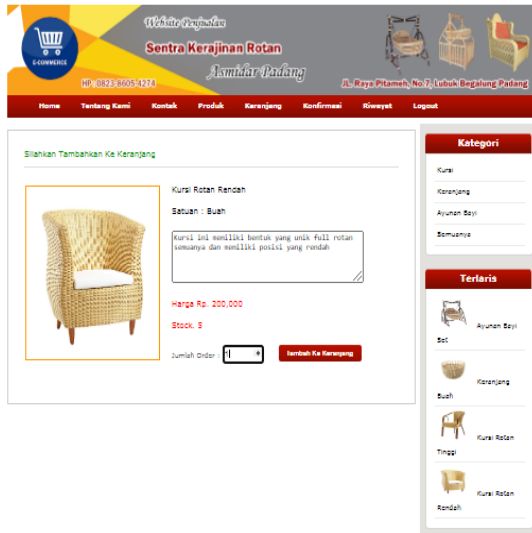 Website Penjualan
Sentra Kerajinan Rotan
Asmidar Padang
E-COMMERCE
HP: 0823-8605-4274
JL. Raya Pitameh, No.7, Lubuk Begalung Padang
Home Tentang Kami Kontak Produk Keranjang Konfirmasi Riwayat Logout
Silahkan Tambahkan Ke Keranjang
Kursi Rotan Rendah
Satuan : Buah
Kursi ini memiliki bentuk yang unik full rotan
semuanya dan memiliki posisi yang rendah
Harga Rp. 200,000
Stock. 5
Jumlah Order : 1
Tambah Ke Keranjang
Kategori
Kursi
Keranjang
Ayunan Bayi
Semuanya
Terlaris
Ayunan Bayi
Set
Keranjang
Buah
Kursi Rotan
Tinggi
Kursi Rotan
Rendah